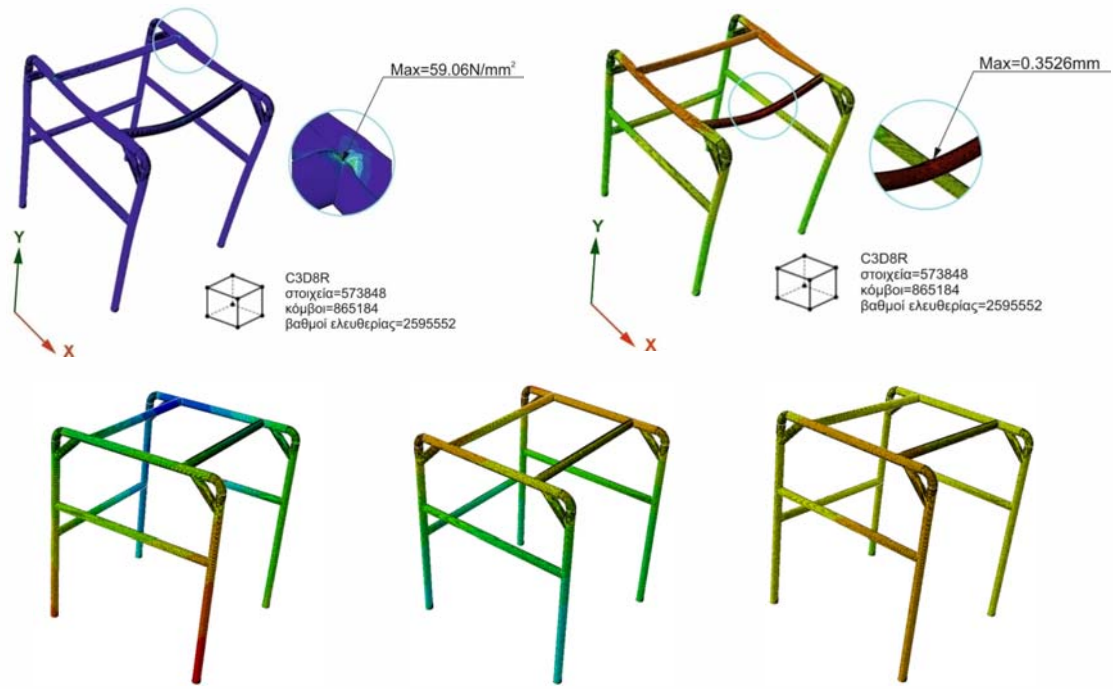 Max=59.06N/mm²
Y
X
C3D8R
στοιχεία=573848
κόμβοι=865184
βαθμοί ελευθερίας=2595552
Max=0.3526mm
Y
X
C3D8R
στοιχεία=573848
κόμβοι=865184
βαθμοί ελευθερίας=2595552